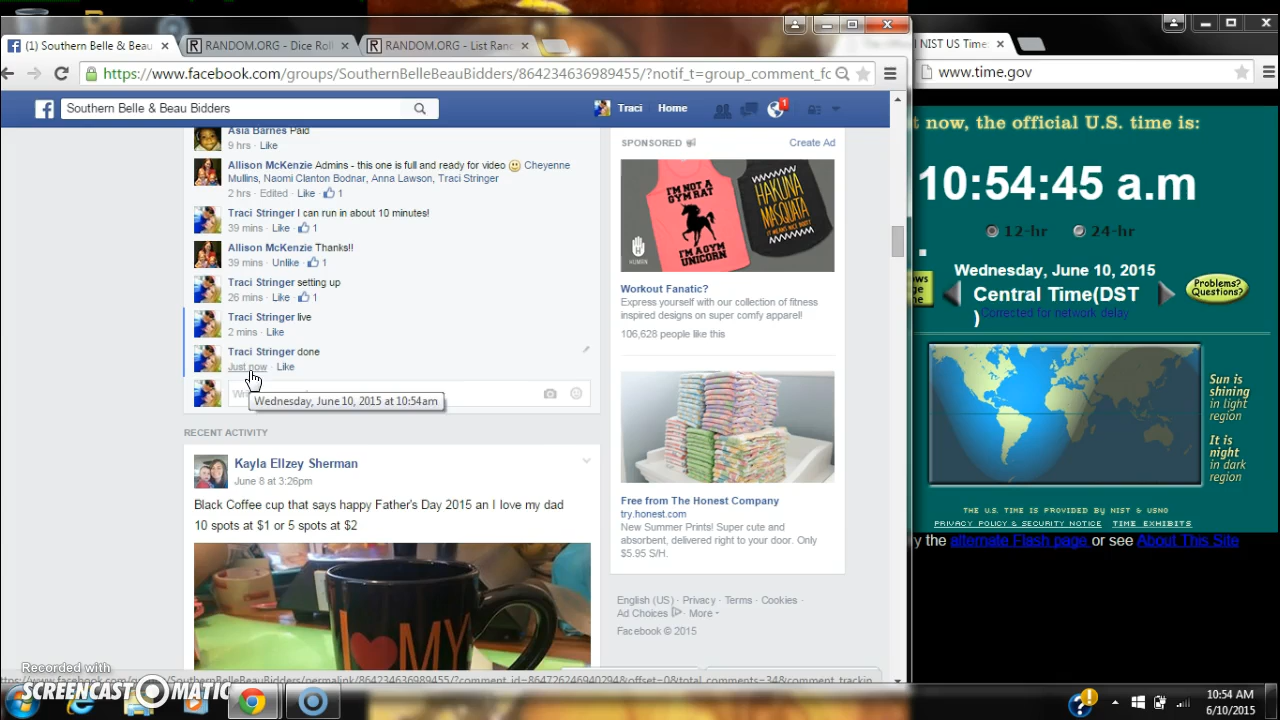 (1) Southern Belle & Beau
RANDOM.ORG - Dice Roll
RANDOM.ORG - List Rand
https://www.facebook.com/groups/SouthernBelleBeauBidders/864234636989455/?notif_t=group_comment_fo
Southern Belle & Beau Bidders
Traci
Home
1
Asia Barnes Paid
9 hrs · Like
Allison McKenzie Admins - this one is full and ready for video Cheyenne
Mullins, Naomi Clanton Bodnar, Anna Lawson, Traci Stringer
2 hrs · Edited · Like · 1
Traci Stringer I can run in about 10 minutes!
39 mins · Like · 1
Allison McKenzie Thanks!!
39 mins · Unlike · 1
Traci Stringer setting up
26 mins · Like · 1
Traci Stringer live
2 mins · Like
Traci Stringer done
Just now · Like
Wednesday, June 10, 2015 at 10:54am
RECENT ACTIVITY
Kayla Ellzey Sherman
June 8 at 3:26pm
Black Coffee cup that says happy Father's Day 2015 an I love my dad
10 spots at $1 or 5 spots at $2
I MY
SPONSORED
Create Ad
I'M NOT A
GYM RAT
I'M A GYM
UNICORN
HAKUNA
MASQUATA
IT MEANS NICE BOOTY
HUMAN
Workout Fanatic?
Express yourself with our collection of fitness
inspired designs on super comfy apparel!
106,628 people like this
Free from The Honest Company
try.honest.com
New Summer Prints! Super cute and
absorbent, delivered right to your door. Only
$5.95 S/H.
English (US) · Privacy · Terms · Cookies ·
Ad Choices · More
Facebook © 2015
NIST US Time:
www.time.gov
t now, the official U.S. time is:
10:54:45 a.m
.
12-hr
24-hr
Wednesday, June 10, 2015
Central Time(DST
)
Corrected for network delay
Problems?
Questions?
Sun is
shining
in light
region
It is
night
in dark
region
THE U.S. TIME IS PROVIDED BY NIST & USNO
PRIVACY POLICY & SECURITY NOTICE
TIME EXHIBITS
y the alternate Flash page or see About This Site
Recorded with
SCREENCAST-O-MATIC
10:54 AM
6/10/2015